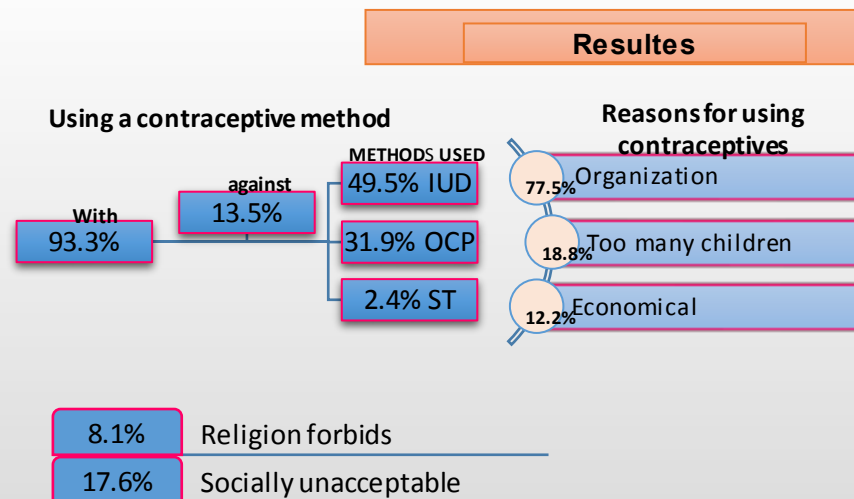 Resultes
Using a contraceptive method
With
93.3%
against
13.5%
METHODS USED
49.5% IUD
31.9% OCP
2.4% ST
Reasons for using
contraceptives
77.5% Organization
18.8% Too many children
12.2% Economical
8.1% Religion forbids
17.6% Socially unacceptable